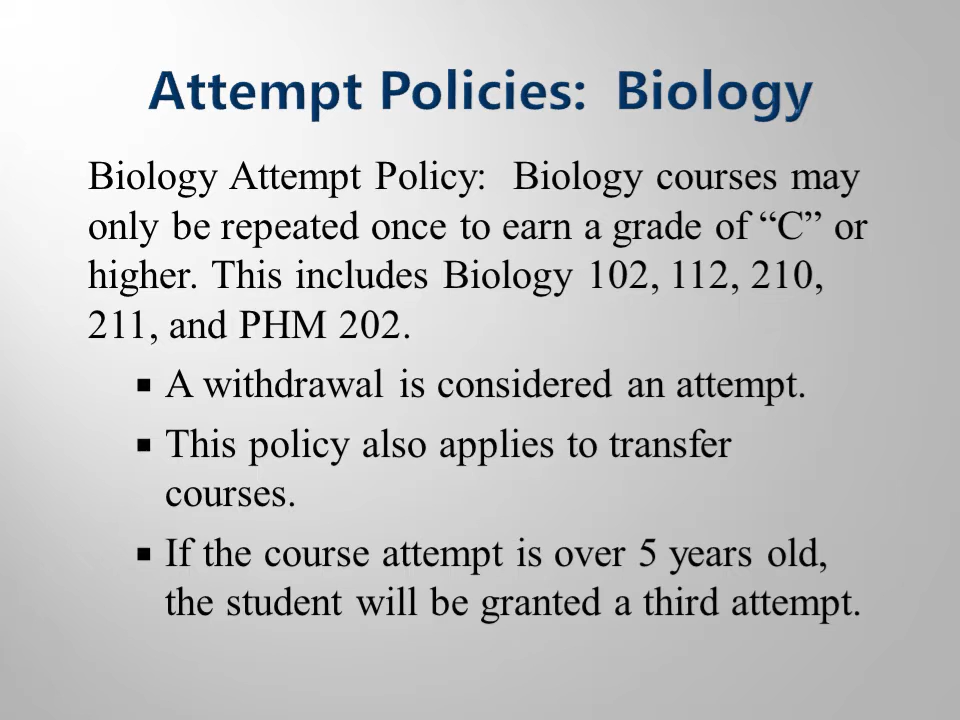 Attempt Policies:  Biology
Biology Attempt Policy:  Biology courses may
only be repeated once to earn a grade of “C” or
higher. This includes Biology 102, 112, 210,
211, and PHM 202.
▪ A withdrawal is considered an attempt.
▪ This policy also applies to transfer
courses.
▪ If the course attempt is over 5 years old,
the student will be granted a third attempt.